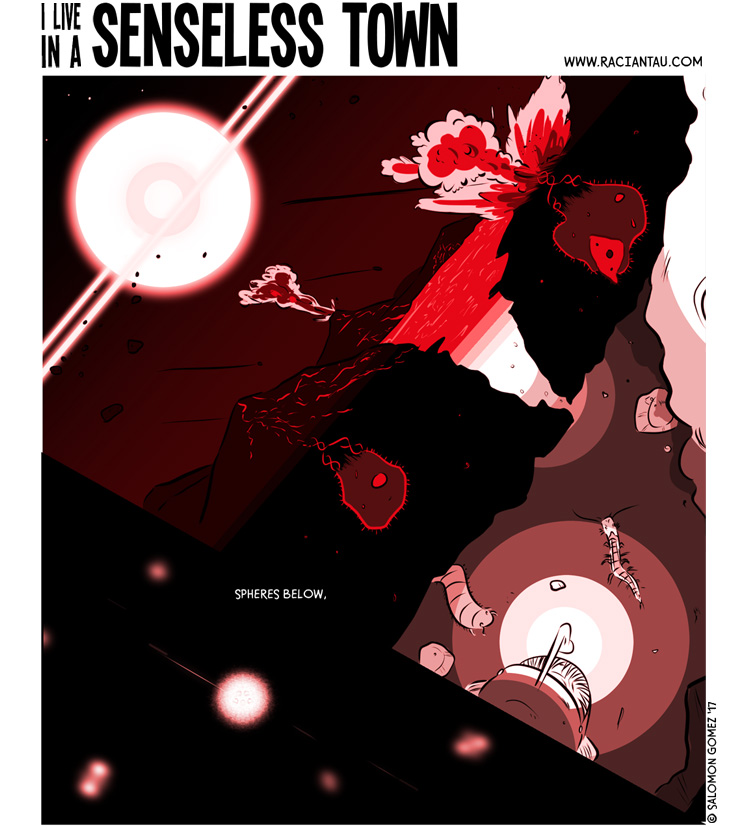 I LIVE
IN A SENSELESS TOWN
WWW.RACIANTAU.COM
SPHERES BELOW,
© SALOMON GOMEZ '17